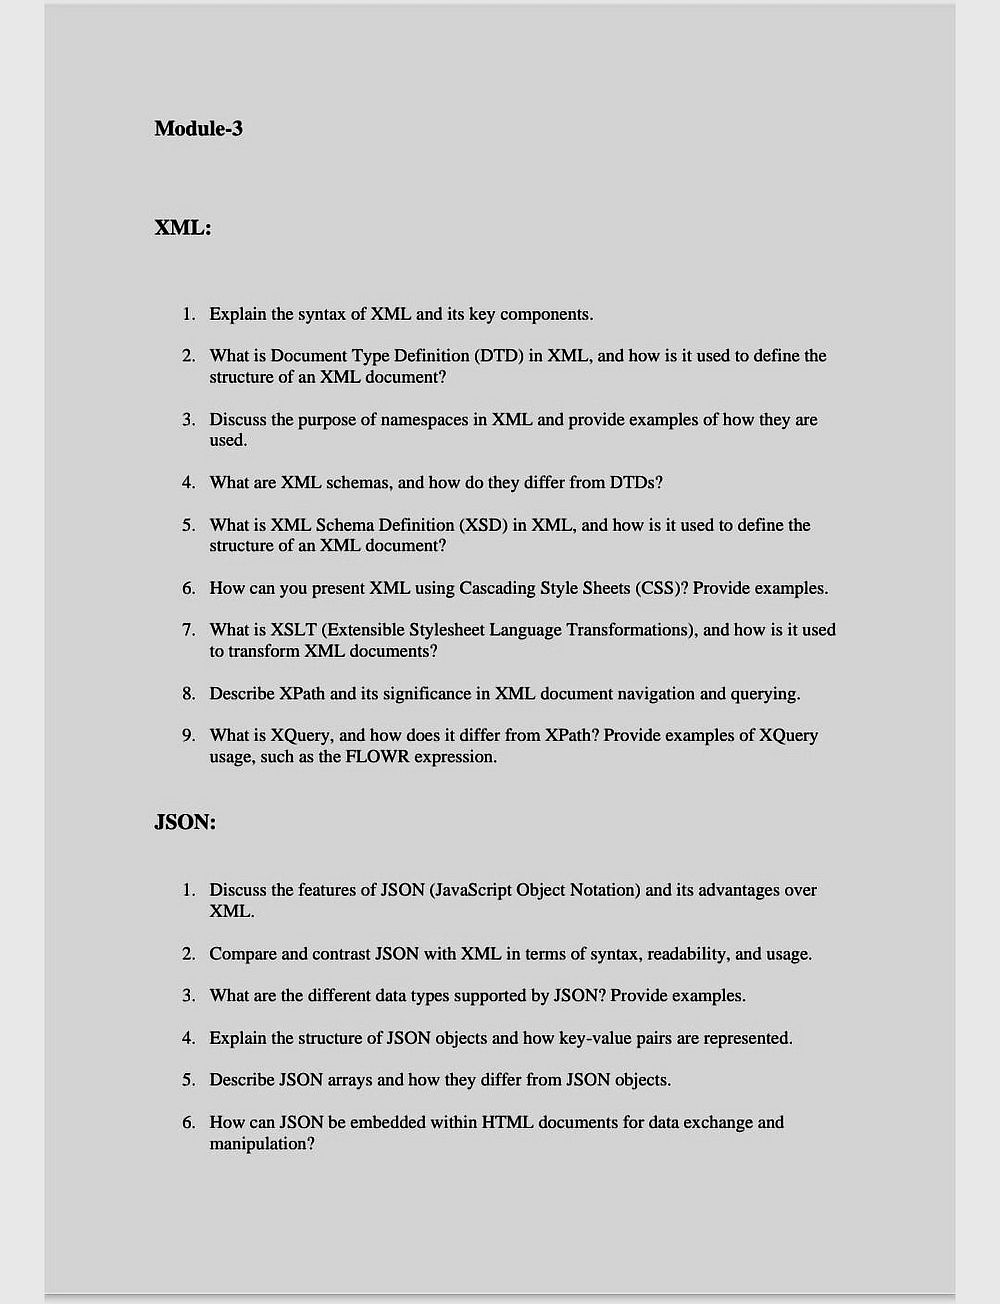 Module-3
XML:
1. Explain the syntax of XML and its key components.
2. What is Document Type Definition (DTD) in XML, and how is it used to define the
structure of an XML document?
3. Discuss the purpose of namespaces in XML and provide examples of how they are
used.
4. What are XML schemas, and how do they differ from DTDs?
5. What is XML Schema Definition (XSD) in XML, and how is it used to define the
structure of an XML document?
6. How can you present XML using Cascading Style Sheets (CSS)? Provide examples.
7. What is XSLT (Extensible Stylesheet Language Transformations), and how is it used
to transform XML documents?
8. Describe XPath and its significance in XML document navigation and querying.
9. What is XQuery, and how does it differ from XPath? Provide examples of XQuery
usage, such as the FLOWR expression.
JSON:
1. Discuss the features of JSON (JavaScript Object Notation) and its advantages over
XML.
2. Compare and contrast JSON with XML in terms of syntax, readability, and usage.
3. What are the different data types supported by JSON? Provide examples.
4. Explain the structure of JSON objects and how key-value pairs are represented.
5. Describe JSON arrays and how they differ from JSON objects.
6. How can JSON be embedded within HTML documents for data exchange and
manipulation?